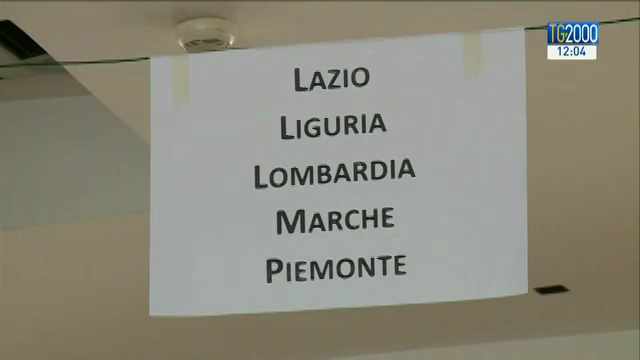 TG2000
12:04
LAZIO
LIGURIA
LOMBARDIA
MARCHE
PIEMONTE